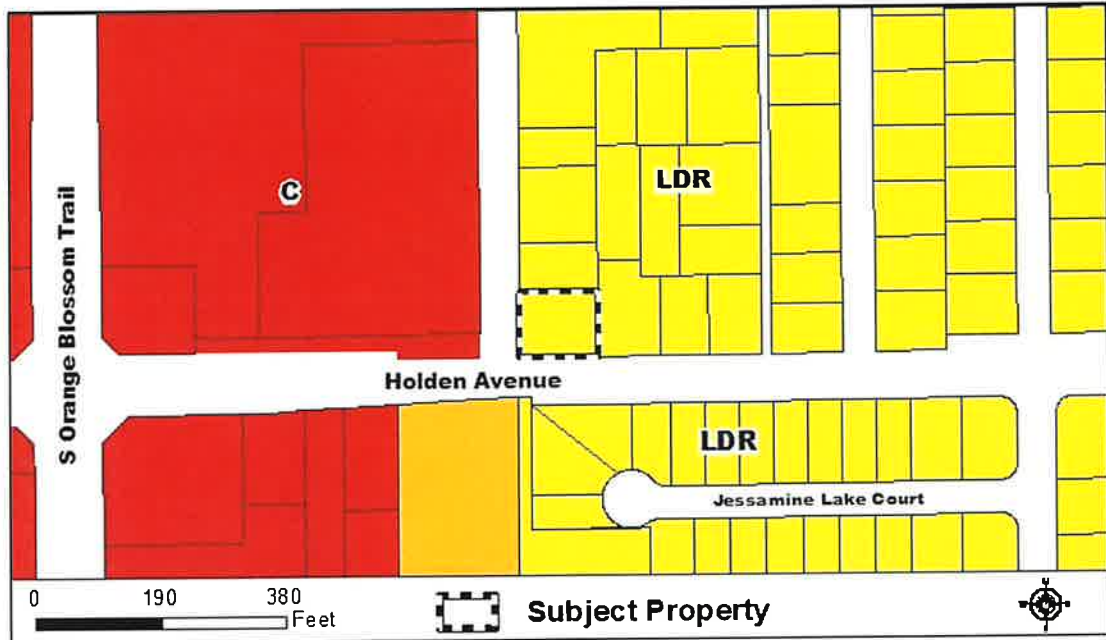 C
LDR
S Orange Blossom Trail
Holden Avenue
LDR
Jessamine Lake Court
0 190 380
Feet
Subject Property